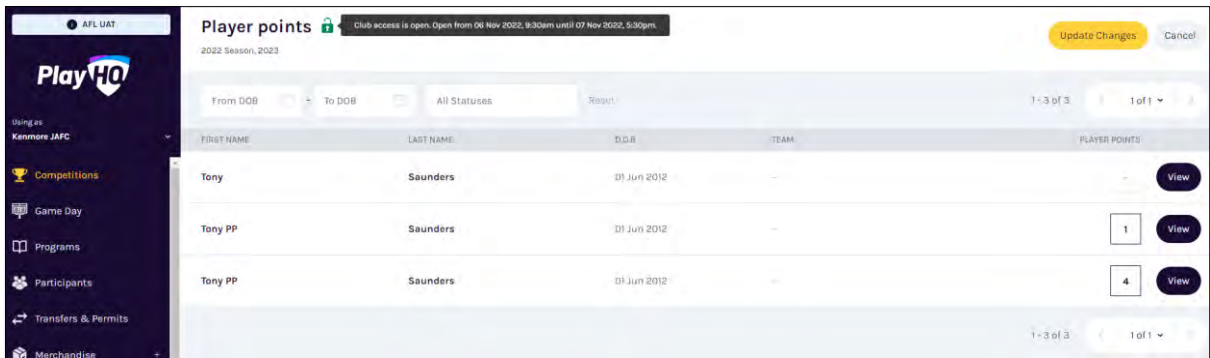 AFL UAT
PlayHQ
Using as
Kenmore JAFC
Competitions
Game Day
Programs
Participants
Transfers & Permits
Merchandise +
Player points
Club access is open. Open from 06 Nov 2022, 9:30am until 07 Nov 2022, 5:30pm.
2022 Season, 2023
Update Changes Cancel
From DOB - To DOB All Statuses Reset 1 - 3 of 3 1 of 1
FIRST NAME LAST NAME D.O.B TEAM PLAYER POINTS
Tony Saunders 01 Jun 2012 - - View
Tony PP Saunders 01 Jun 2012 - 1 View
Tony PP Saunders 01 Jun 2012 - 4 View
1 - 3 of 3 1 of 1